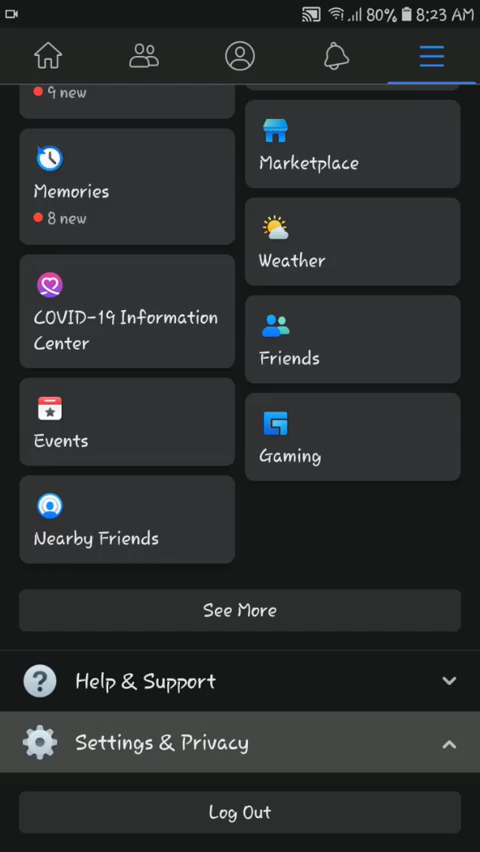 80% 8:23 AM
9 new
Memories
8 new
COVID-19 Information
Center
Events
Nearby Friends
Marketplace
Weather
Friends
Gaming
See More
Help & Support
Settings & Privacy
Log Out